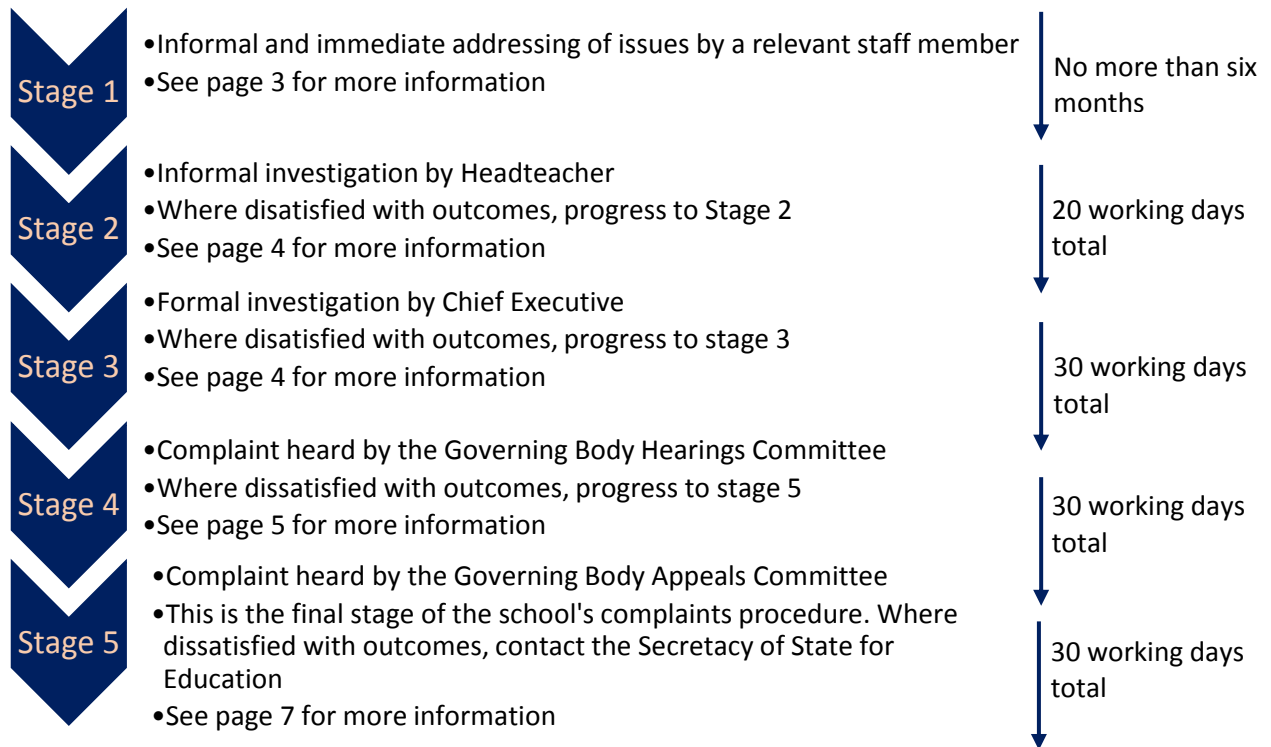 Stage 1
•Informal and immediate addressing of issues by a relevant staff member
•See page 3 for more information
No more than six
months
Stage 2
•Informal investigation by Headteacher
•Where disatisfied with outcomes, progress to Stage 2
•See page 4 for more information
20 working days
total
Stage 3
•Formal investigation by Chief Executive
•Where disatisfied with outcomes, progress to stage 3
•See page 4 for more information
30 working days
total
Stage 4
•Complaint heard by the Governing Body Hearings Committee
•Where dissatisfied with outcomes, progress to stage 5
•See page 5 for more information
30 working days
total
Stage 5
•Complaint heard by the Governing Body Appeals Committee
•This is the final stage of the school's complaints procedure. Where
dissatisfied with outcomes, contact the Secretacy of State for
Education
•See page 7 for more information
30 working days
total